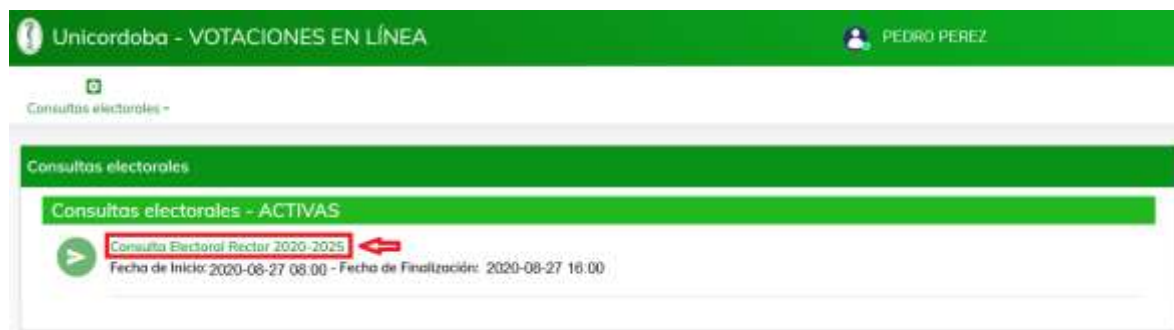 Unicordoba - VOTACIONES EN LÍNEA
PEDRO PEREZ
Consultas electorales
Consultas electorales
Consultas electorales - ACTIVAS
Consulta Electoral Rector 2020-2025
Fecha de Inicio: 2020-08-27 08:00 - Fecha de Finalización: 2020-08-27 16:00